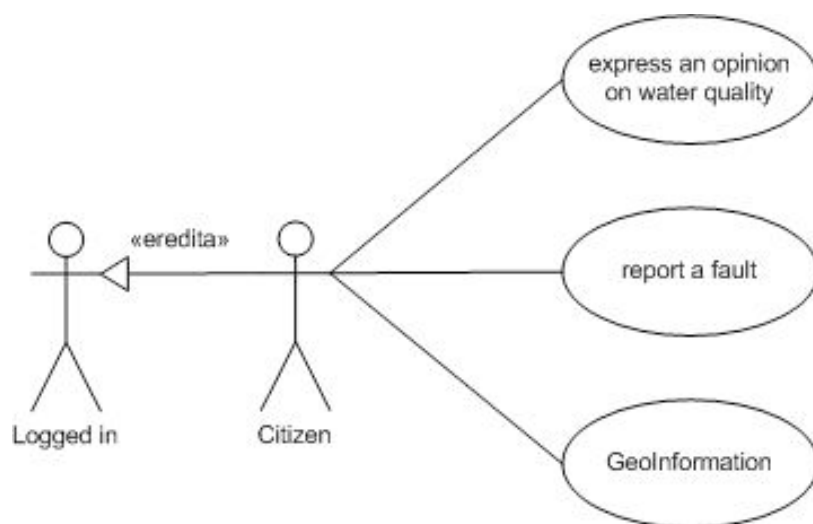 express an opinion
on water quality
«eredita»
report a fault
Logged in
Citizen
GeoInformation